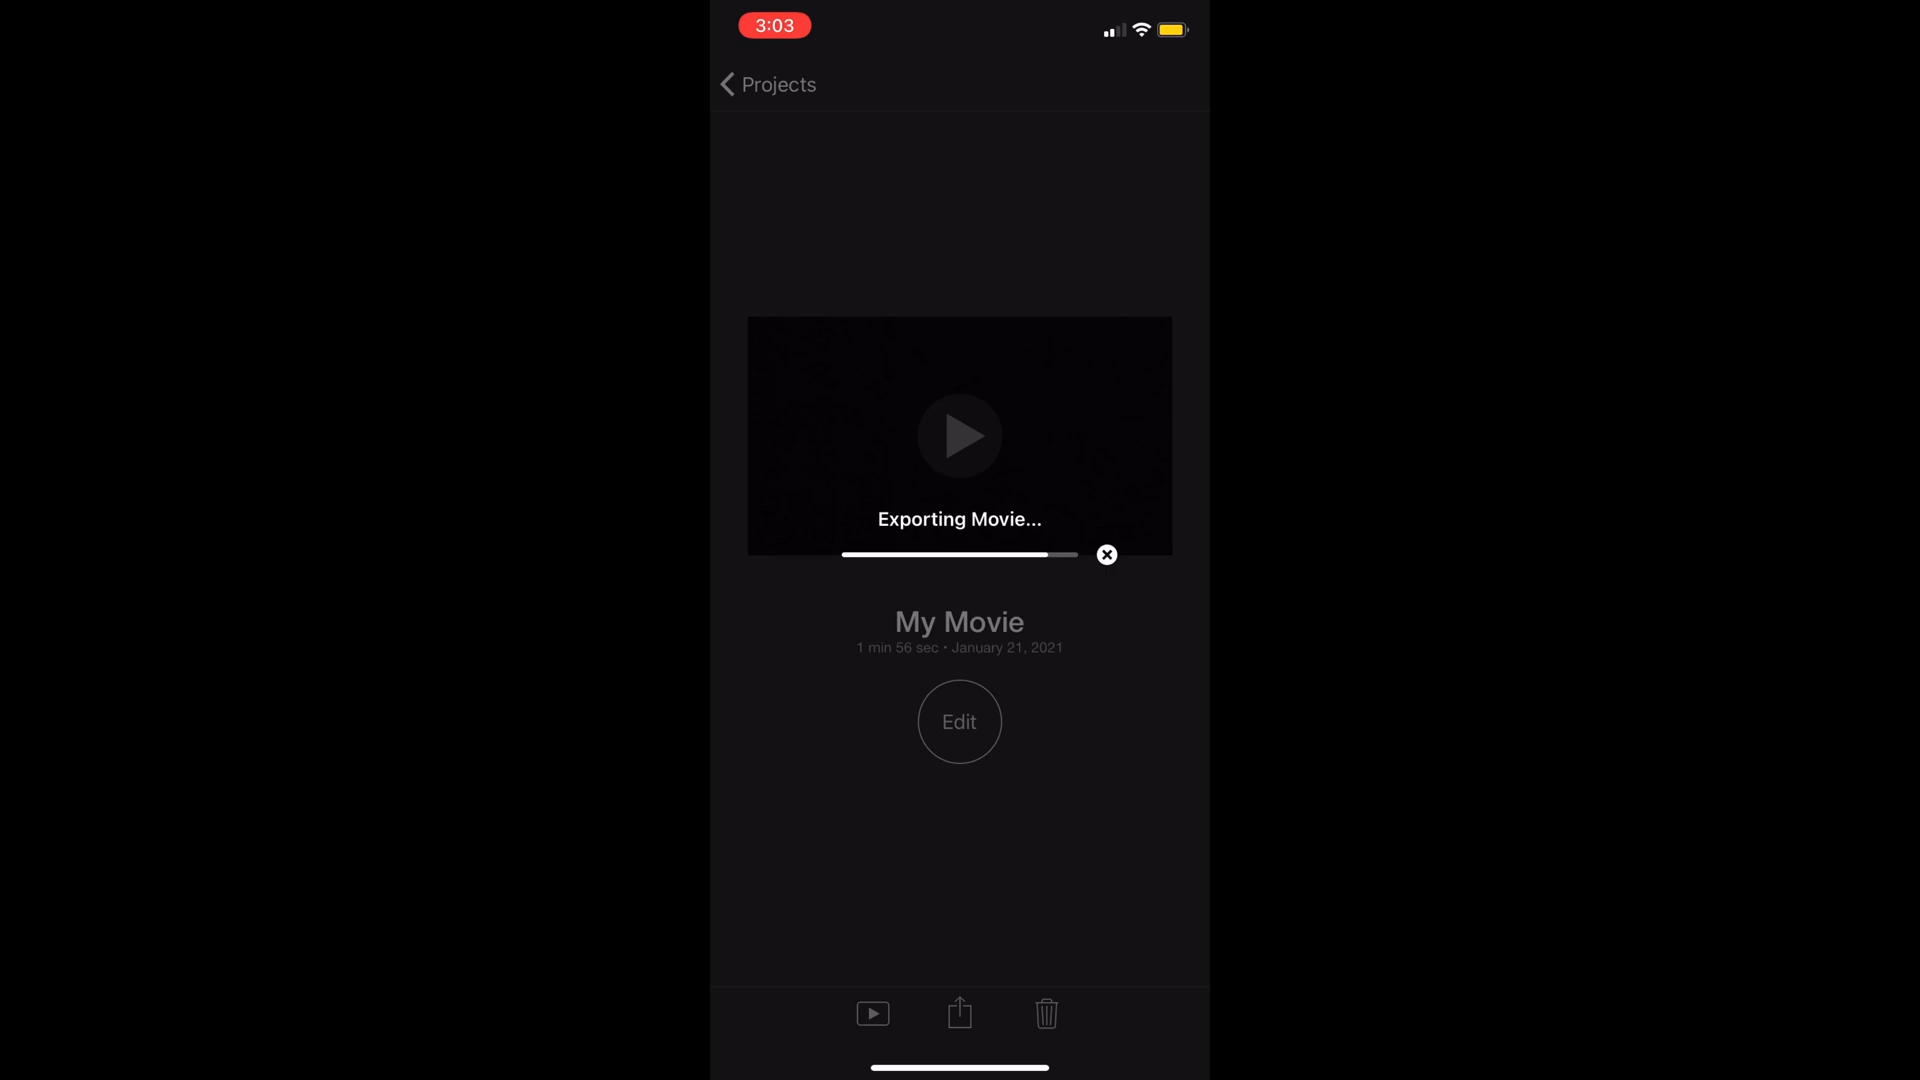 3:03
Projects
Exporting Movie...
My Movie
1 min 56 sec • January 21, 2021
Edit